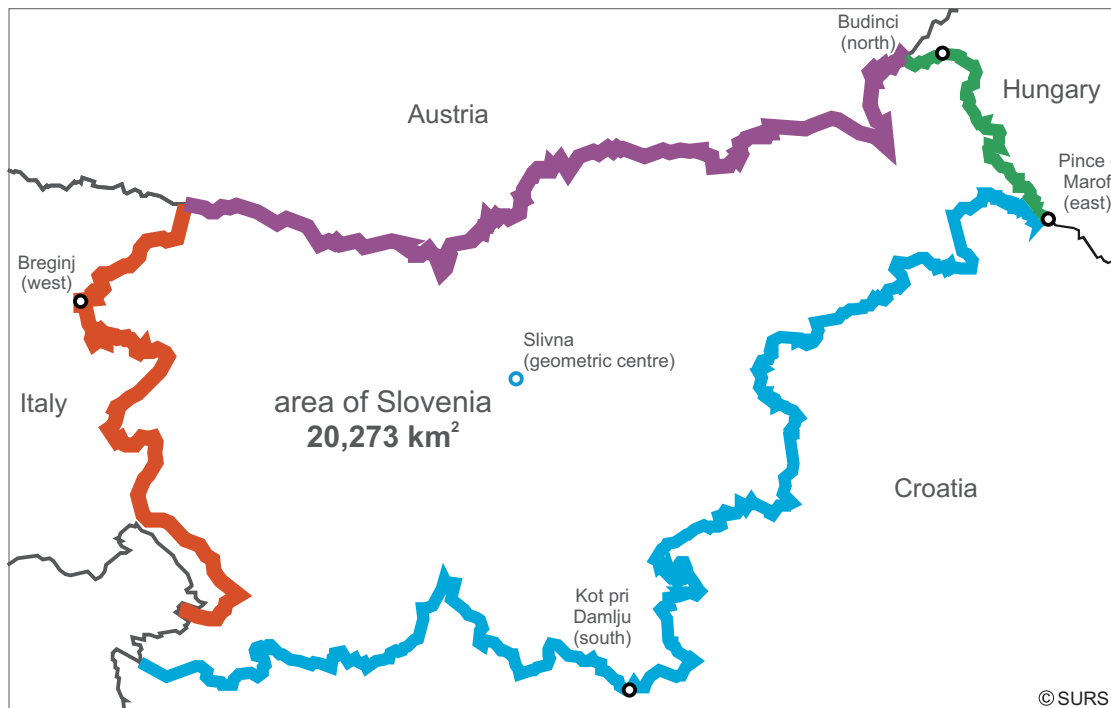 Budinci
(north)
Hungary
Austria
Pince -
Marof
(east)
Breginj
(west)
Slivna
(geometric centre)
Italy
area of Slovenia
20,273 km²
Croatia
Kot pri
Damlju
(south)
© SURS